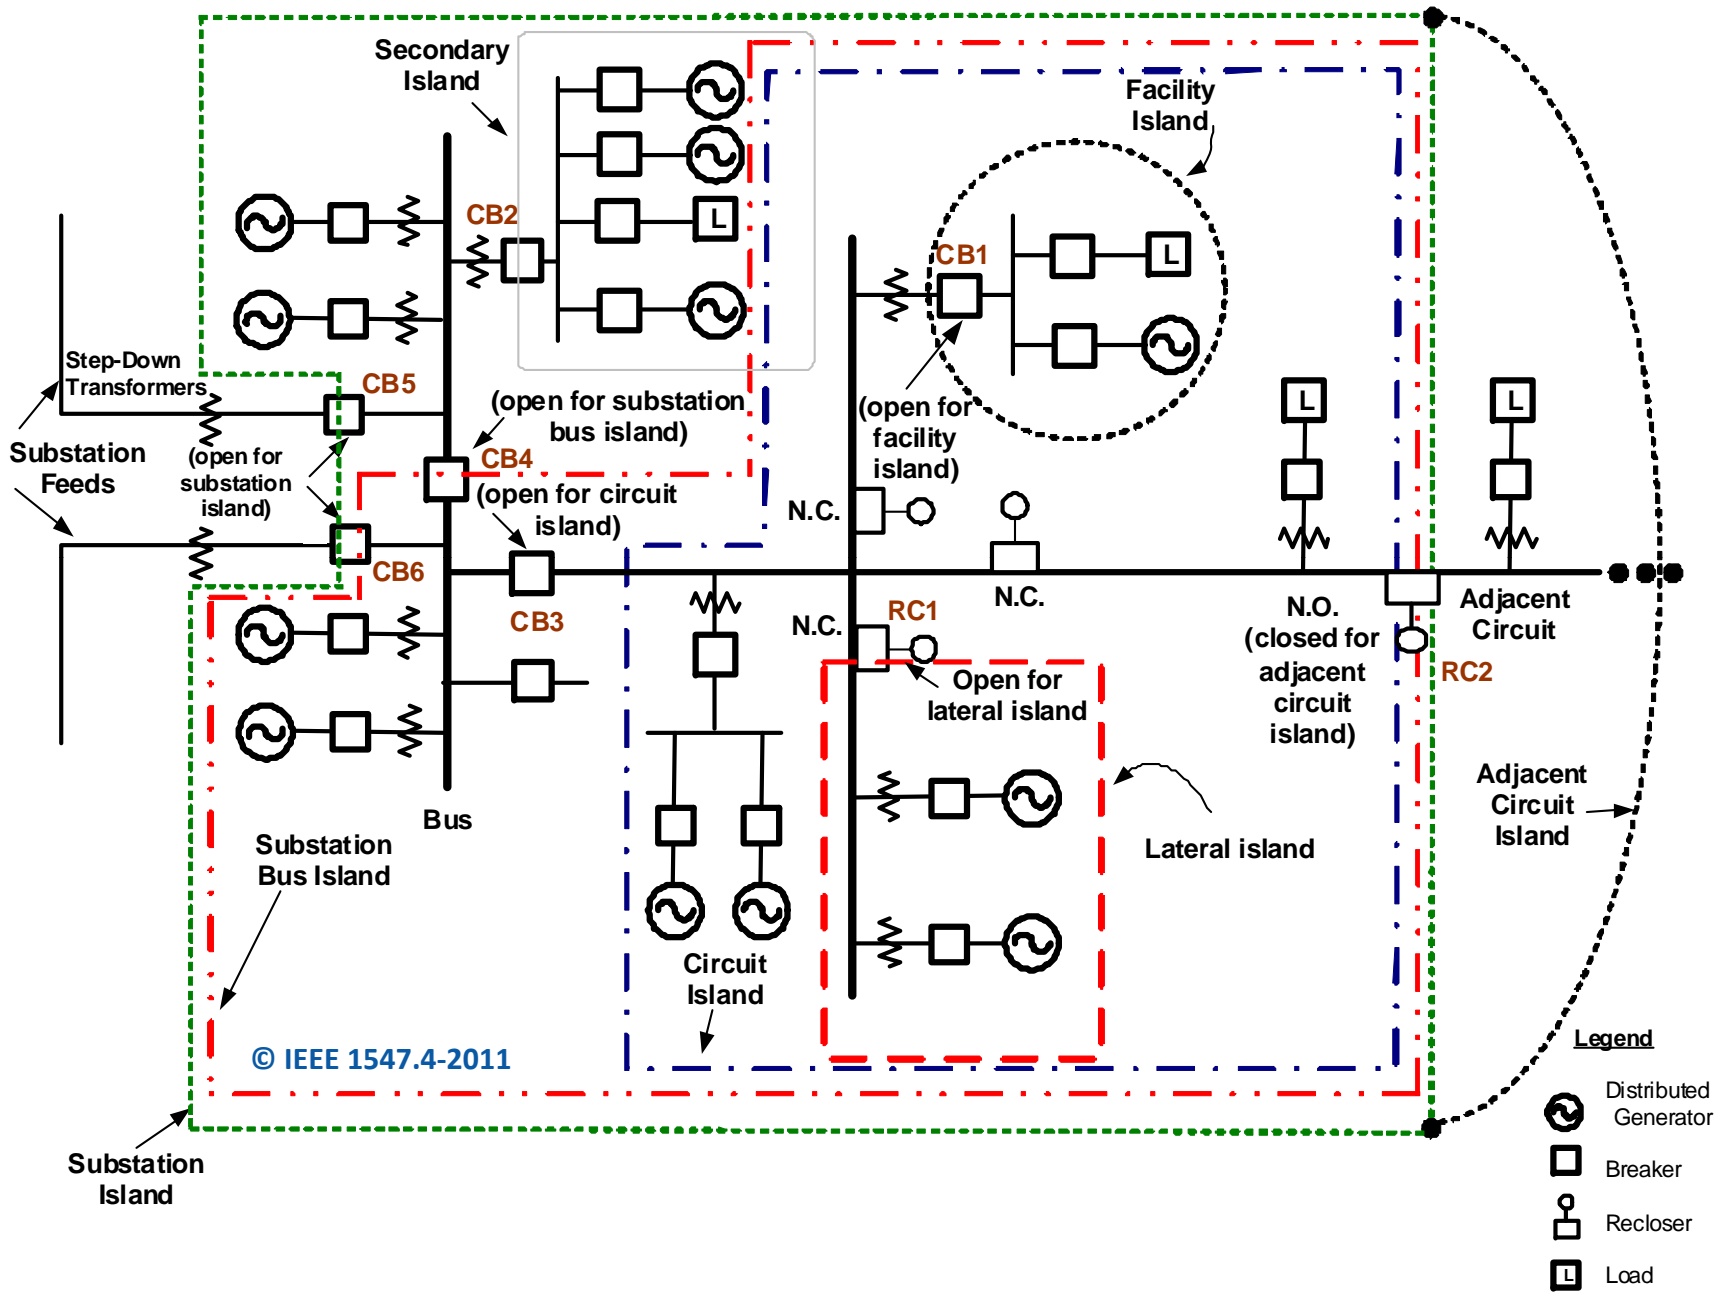 Secondary
Island
Facility
Island
CB2
L
CB1
L
Step-Down
Transformers
CB5
(open for substation
bus island)
(open for
facility
island)
L
L
Substation
Feeds
(open for
substation
island)
CB4
(open for circuit
island)
N.C.
CB6
CB3
N.C.
N.C.
RC1
N.O.
(closed for
adjacent
circuit
island)
Adjacent
Circuit
RC2
Open for
lateral island
Bus
Adjacent
Circuit
Island
Substation
Bus Island
Lateral island
Circuit
Island
© IEEE 1547.4-2011
Substation
Island
Legend
Distributed
Generator
Breaker
Recloser
L
Load